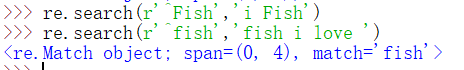 >>> re.search(r'^Fish','i Fish')
>>> re.search(r'^fish','fish i love ')
<re.Match object; span=(0, 4), match='fish'>
>>>